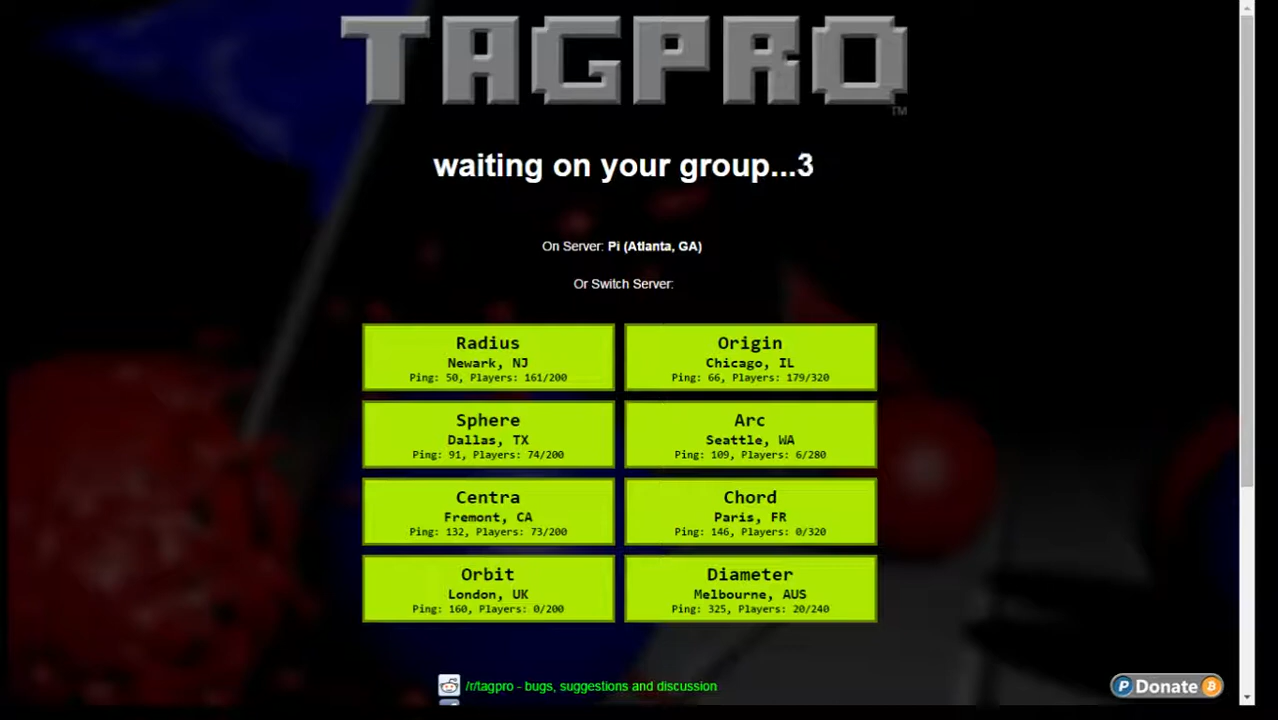 TAGPRO
TM
waiting on your group...3
On Server: Pi (Atlanta, GA)
Or Switch Server:
Radius
Newark, NJ
Ping: 50, Players: 161/200
Origin
Chicago, IL
Ping: 66, Players: 179/320
Sphere
Dallas, TX
Ping: 91, Players: 74/200
Arc
Seattle, WA
Ping: 109, Players: 6/280
Centra
Fremont, CA
Ping: 132, Players: 73/200
Chord
Paris, FR
Ping: 146, Players: 0/320
Orbit
London, UK
Ping: 160, Players: 0/200
Diameter
Melbourne, AUS
Ping: 325, Players: 20/240
/r/tagpro - bugs, suggestions and discussion
Donate